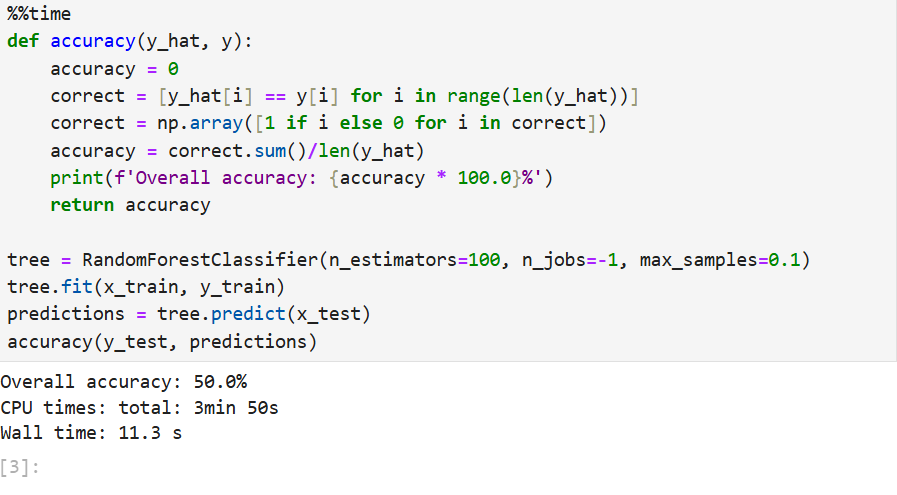 %%time
def accuracy(y_hat, y):
    accuracy = 0
    correct = [y_hat[i] == y[i] for i in range(len(y_hat))]
    correct = np.array([1 if i else 0 for i in correct])
    accuracy = correct.sum()/len(y_hat)
    print(f'Overall accuracy: {accuracy * 100.0}%')
    return accuracy

tree = RandomForestClassifier(n_estimators=100, n_jobs=-1, max_samples=0.1)
tree.fit(x_train, y_train)
predictions = tree.predict(x_test)
accuracy(y_test, predictions)
Overall accuracy: 50.0%
CPU times: total: 3min 50s
Wall time: 11.3 s
[3]: